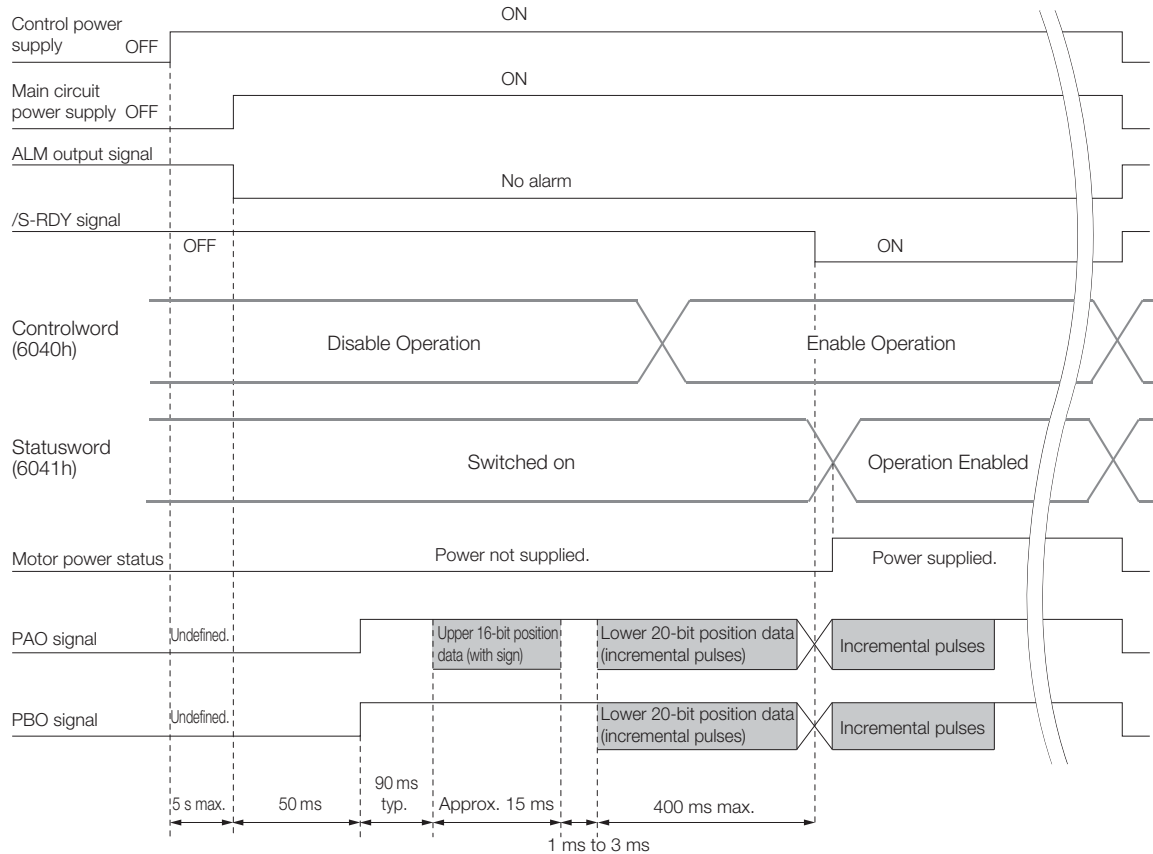 ON
Control power
supply OFF
ON
Main circuit
power supply OFF
ALM output signal
No alarm
/S-RDY signal
OFF
ON
Controlword
(6040h)
Disable Operation
Enable Operation
Statusword
(6041h)
Switched on
Operation Enabled
Motor power status
Power not supplied.
Power supplied.
PAO signal
Undefined.
Upper 16-bit position
data (with sign)
Lower 20-bit position data
(incremental pulses)
Incremental pulses
PBO signal
Undefined.
Lower 20-bit position data
(incremental pulses)
Incremental pulses
5 s max.
50 ms
90 ms
typ.
Approx. 15 ms
400 ms max.
1 ms to 3 ms